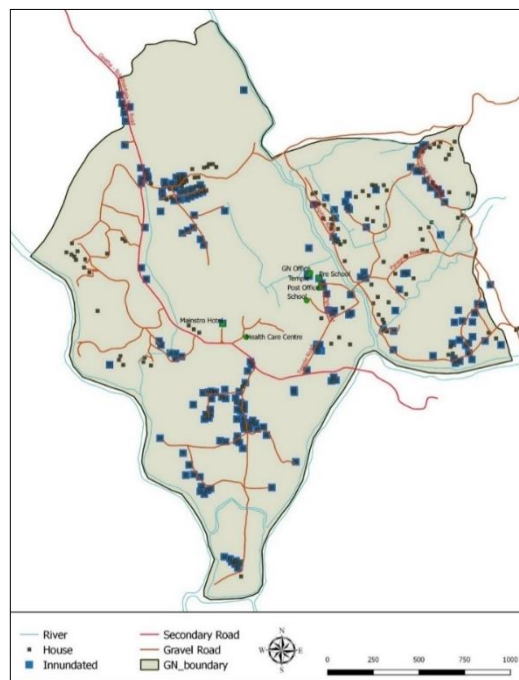 GN Office
Pre School
Temple
Post Office
School
Mainstro Hotel
Health Care Centre
River
House
Innundated
Secondary Road
Gravel Road
GN_boundary
N
W
E
S
0
250
500
750
1000